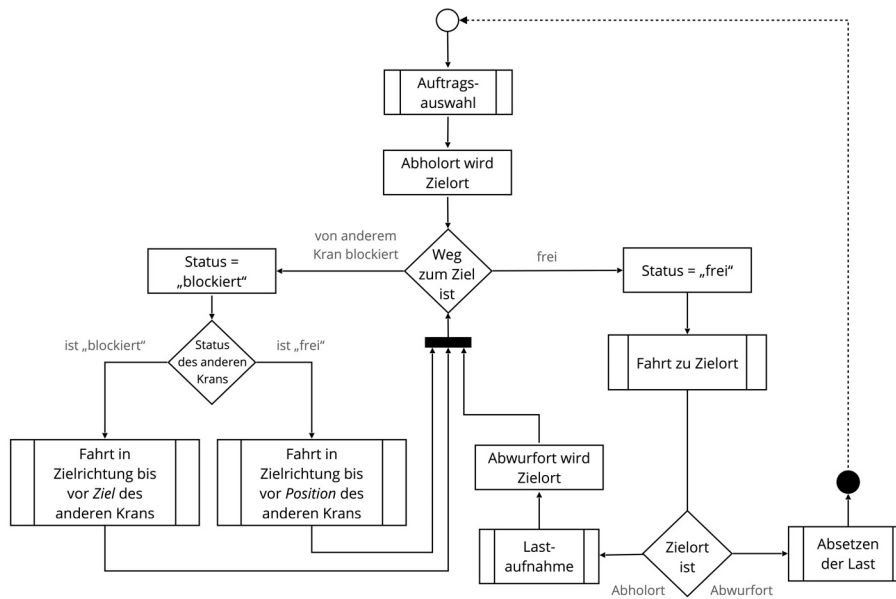 Auftrags-
auswahl
Abholort wird
Zielort
von anderem
Kran blockiert
Weg
zum Ziel
ist
frei
Status =
„blockiert“
Status = „frei“
ist „blockiert“
Status
des anderen
Krans
ist „frei“
Fahrt zu Zielort
Fahrt in
Zielrichtung bis
vor Ziel des
anderen Krans
Fahrt in
Zielrichtung bis
vor Position des
anderen Krans
Abwurfort wird
Zielort
Last-
aufnahme
Zielort
ist
Abholort
Abwurfort
Absetzen
der Last